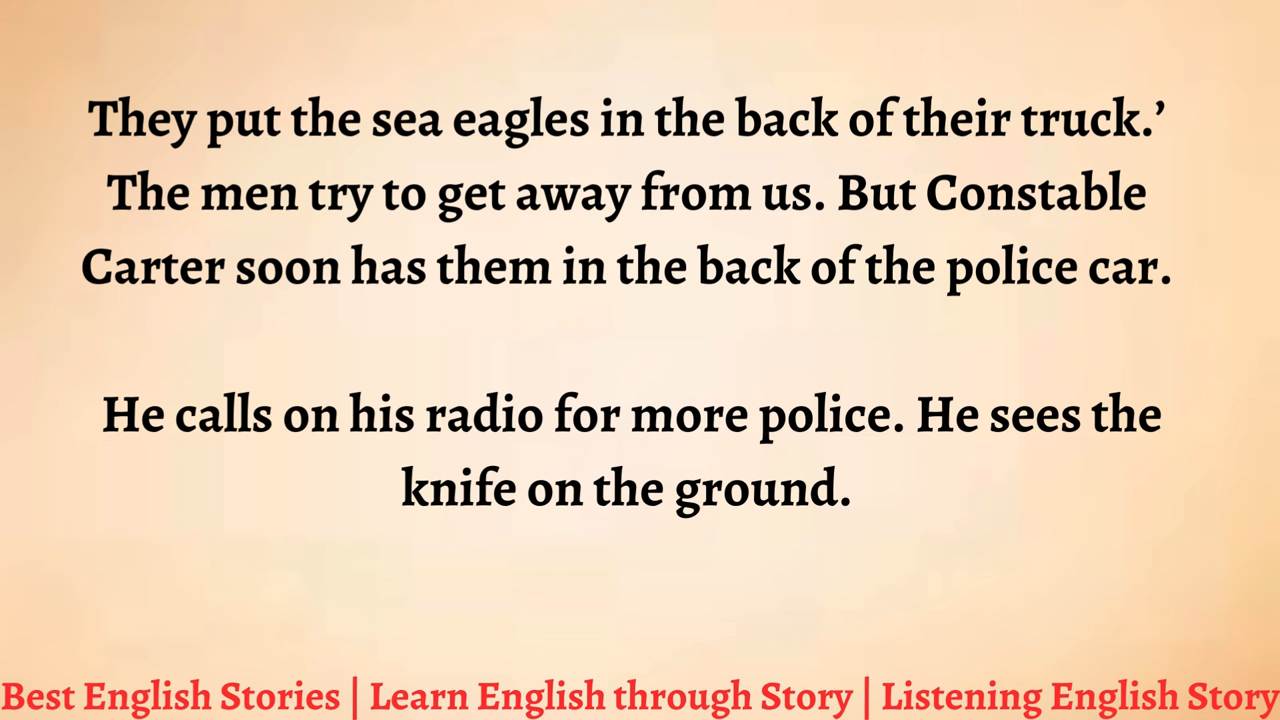 They put the sea eagles in the back of their truck.’
The men try to get away from us. But Constable
Carter soon has them in the back of the police car.
He calls on his radio for more police. He sees the
knife on the ground.
Best English Stories | Learn English through Story | Listening English Story